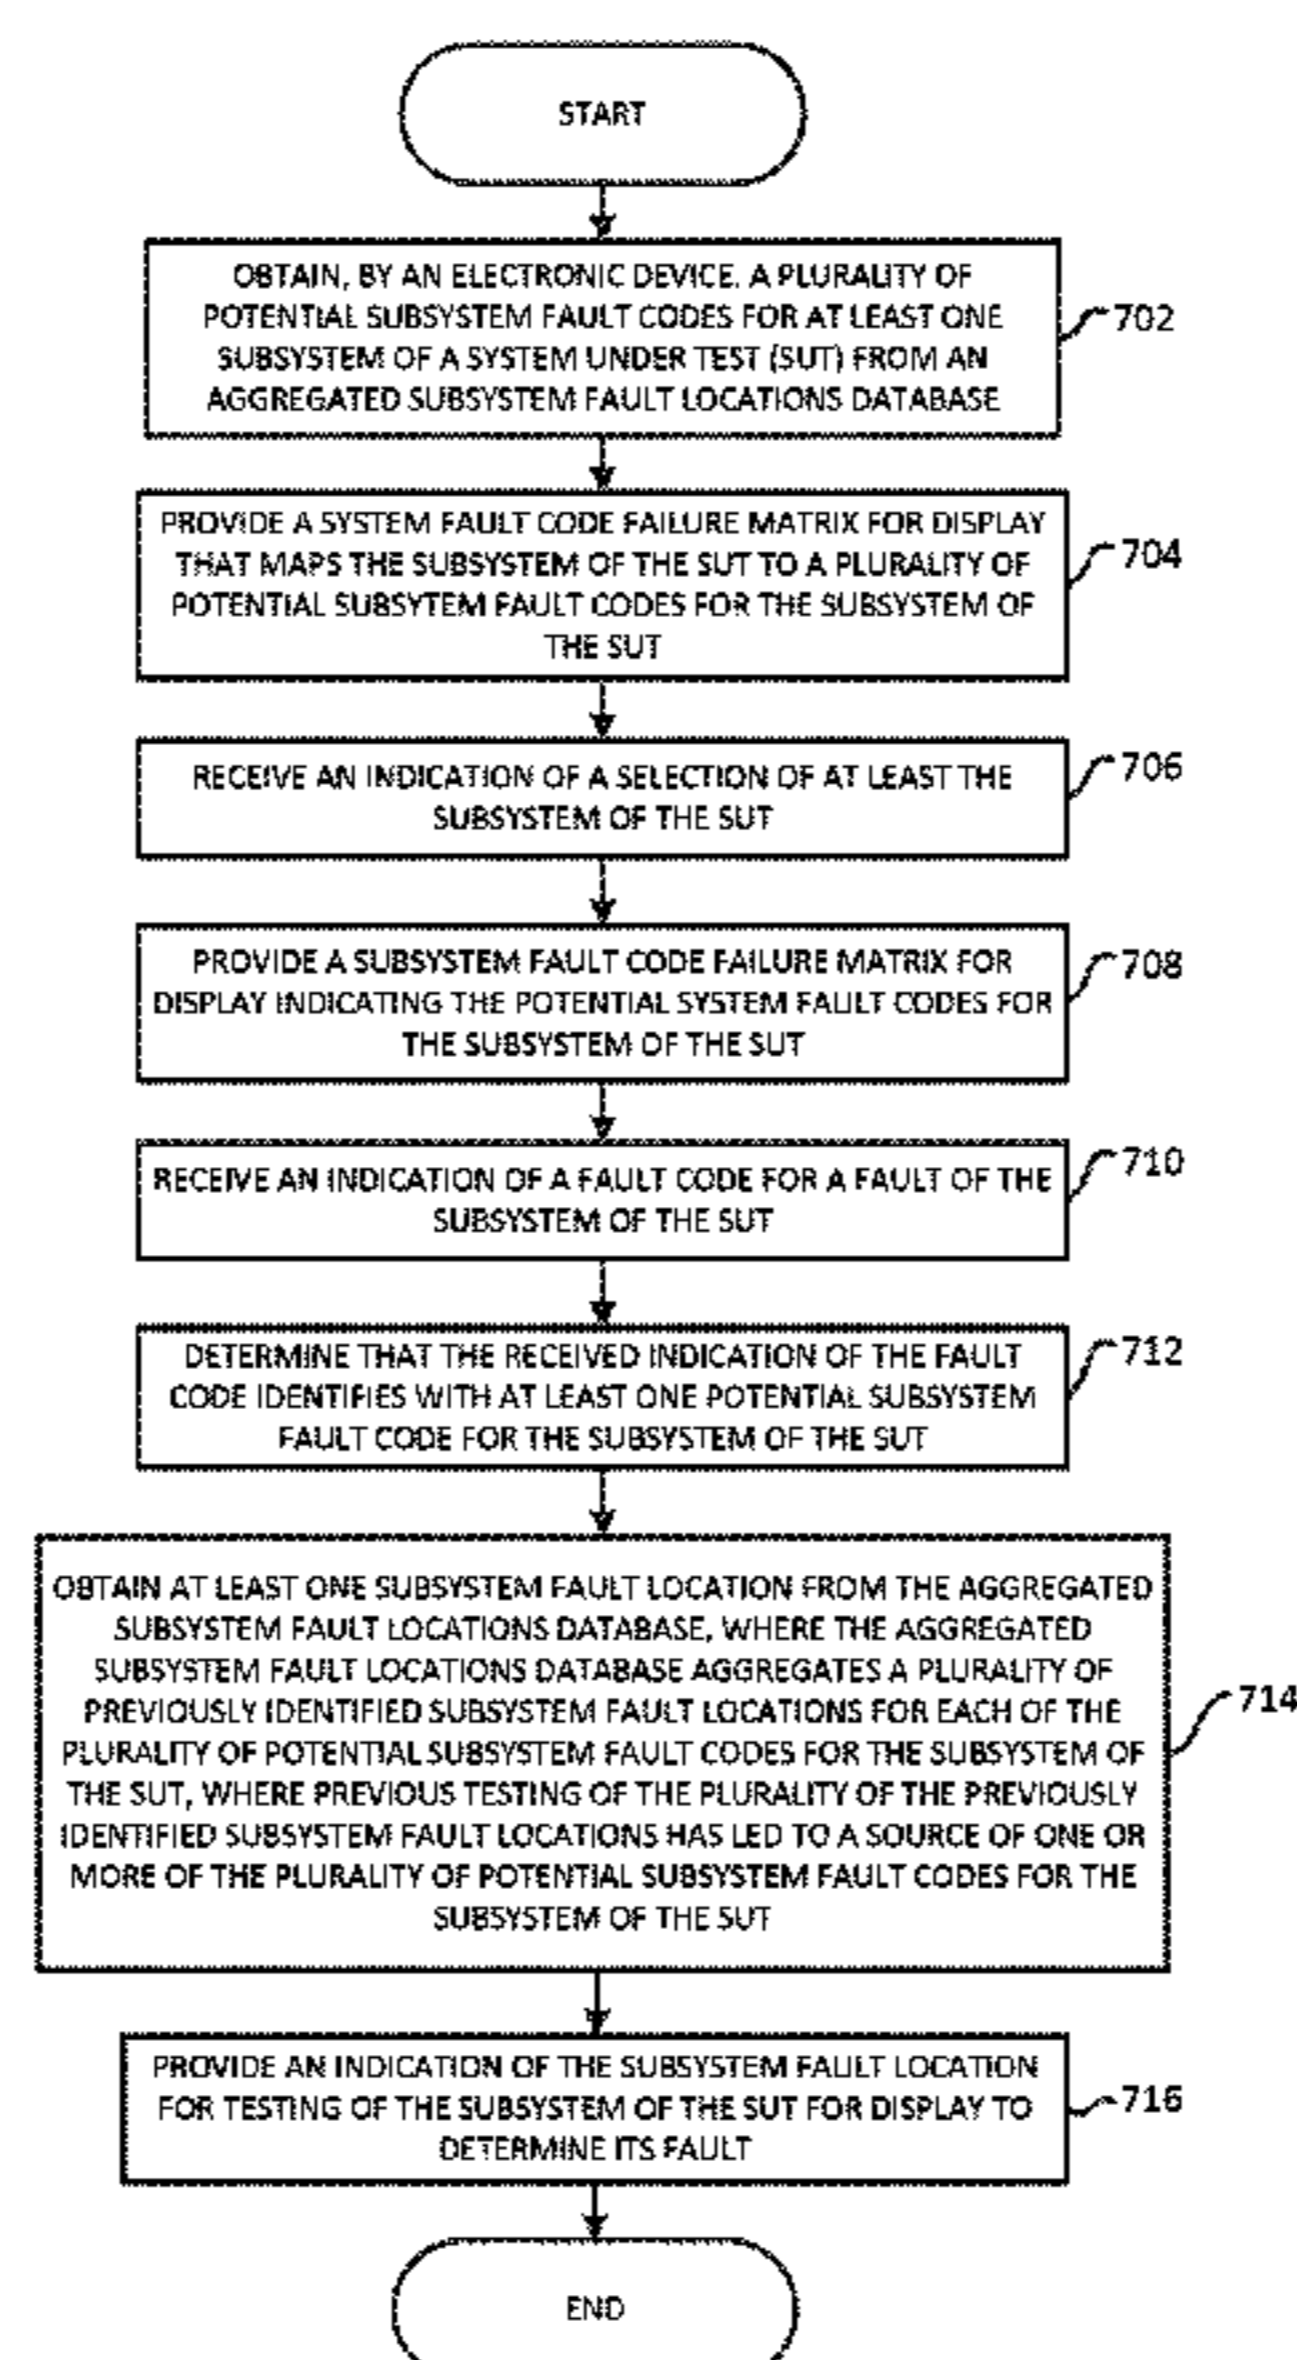 START
OBTAIN, BY AN ELECTRONIC DEVICE, A PLURALITY OF
POTENTIAL SUBSYSTEM FAULT CODES FOR AT LEAST ONE
SUBSYSTEM OF A SYSTEM UNDER TEST (SUT) FROM AN
AGGREGATED SUBSYSTEM FAULT LOCATIONS DATABASE
702
PROVIDE A SYSTEM FAULT CODE FAILURE MATRIX FOR DISPLAY
THAT MAPS THE SUBSYSTEM OF THE SUT TO A PLURALITY OF
POTENTIAL SUBSYTEM FAULT CODES FOR THE SUBSYSTEM OF
THE SUT
704
RECEIVE AN INDICATION OF A SELECTION OF AT LEAST THE
SUBSYSTEM OF THE SUT
706
PROVIDE A SUBSYSTEM FAULT CODE FAILURE MATRIX FOR
DISPLAY INDICATING THE POTENTIAL SYSTEM FAULT CODES FOR
THE SUBSYSTEM OF THE SUT
708
RECEIVE AN INDICATION OF A FAULT CODE FOR A FAULT OF THE
SUBSYSTEM OF THE SUT
710
DETERMINE THAT THE RECEIVED INDICATION OF THE FAULT
CODE IDENTIFIES WITH AT LEAST ONE POTENTIAL SUBSYSTEM
FAULT CODE FOR THE SUBSYSTEM OF THE SUT
712
OBTAIN AT LEAST ONE SUBSYSTEM FAULT LOCATION FROM THE AGGREGATED
SUBSYSTEM FAULT LOCATIONS DATABASE, WHERE THE AGGREGATED
SUBSYSTEM FAULT LOCATIONS DATABASE AGGREGATES A PLURALITY OF
PREVIOUSLY IDENTIFIED SUBSYSTEM FAULT LOCATIONS FOR EACH OF THE
PLURALITY OF POTENTIAL SUBSYSTEM FAULT CODES FOR THE SUBSYSTEM OF
THE SUT, WHERE PREVIOUS TESTING OF THE PLURALITY OF THE PREVIOUSLY
IDENTIFIED SUBSYSTEM FAULT LOCATIONS HAS LED TO A SOURCE OF ONE OR
MORE OF THE PLURALITY OF POTENTIAL SUBSYSTEM FAULT CODES FOR THE
SUBSYSTEM OF THE SUT
714
PROVIDE AN INDICATION OF THE SUBSYSTEM FAULT LOCATION
FOR TESTING OF THE SUBSYSTEM OF THE SUT FOR DISPLAY TO
DETERMINE ITS FAULT
716
END